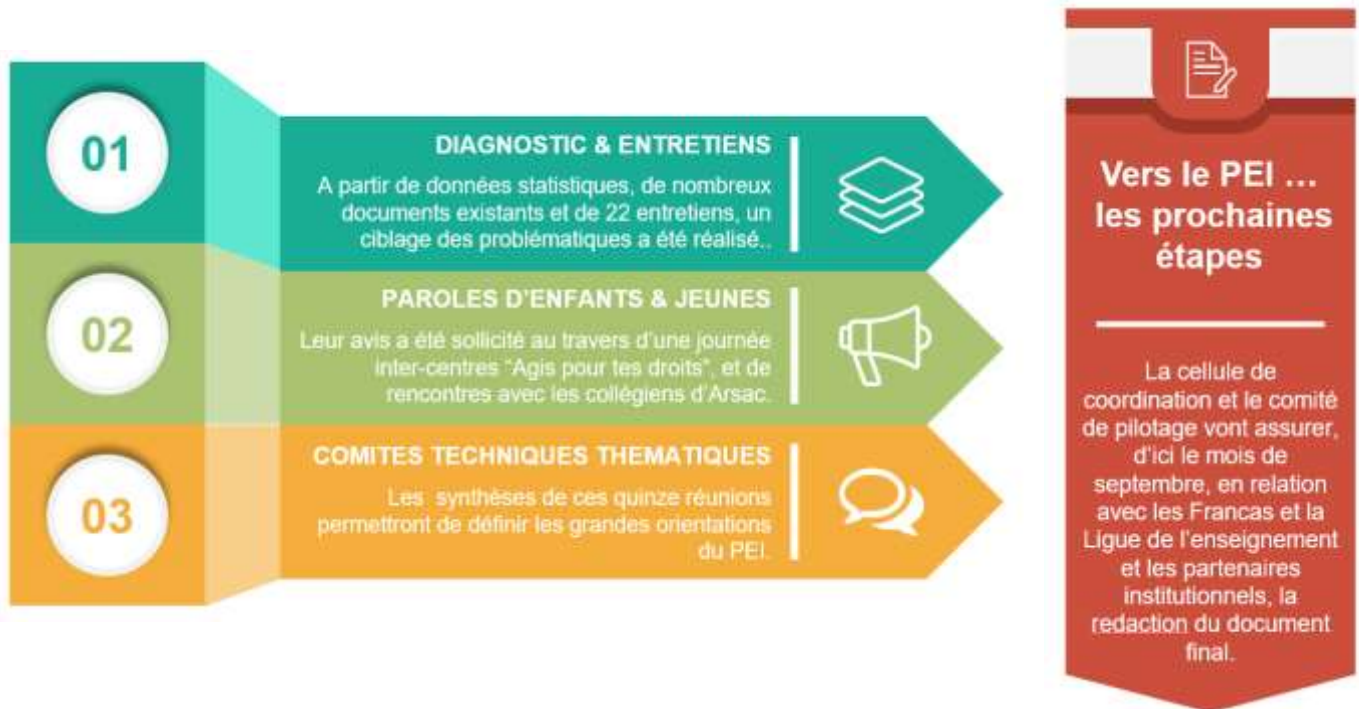 01
DIAGNOSTIC & ENTRETIENS
A partir de données statistiques, de nombreux
documents existants et de 22 entretiens, un
ciblage des problématiques a été réalisé..
02
PAROLES D'ENFANTS & JEUNES
Leur avis a été sollicité au travers d'une journée
inter-centres “Agis pour tes droits”, et de
rencontres avec les collégiens d'Arsac.
03
COMITES TECHNIQUES THEMATIQUES
Les synthèses de ces quinze réunions
permettront de définir les grandes orientations
du PEI.
Vers le PEI ...
les prochaines
étapes
La cellule de
coordination et le comité
de pilotage vont assurer,
d'ici le mois de
septembre, en relation
avec les Francas et la
Ligue de l'enseignement
et les partenaires
institutionnels, la
redaction du document
final.